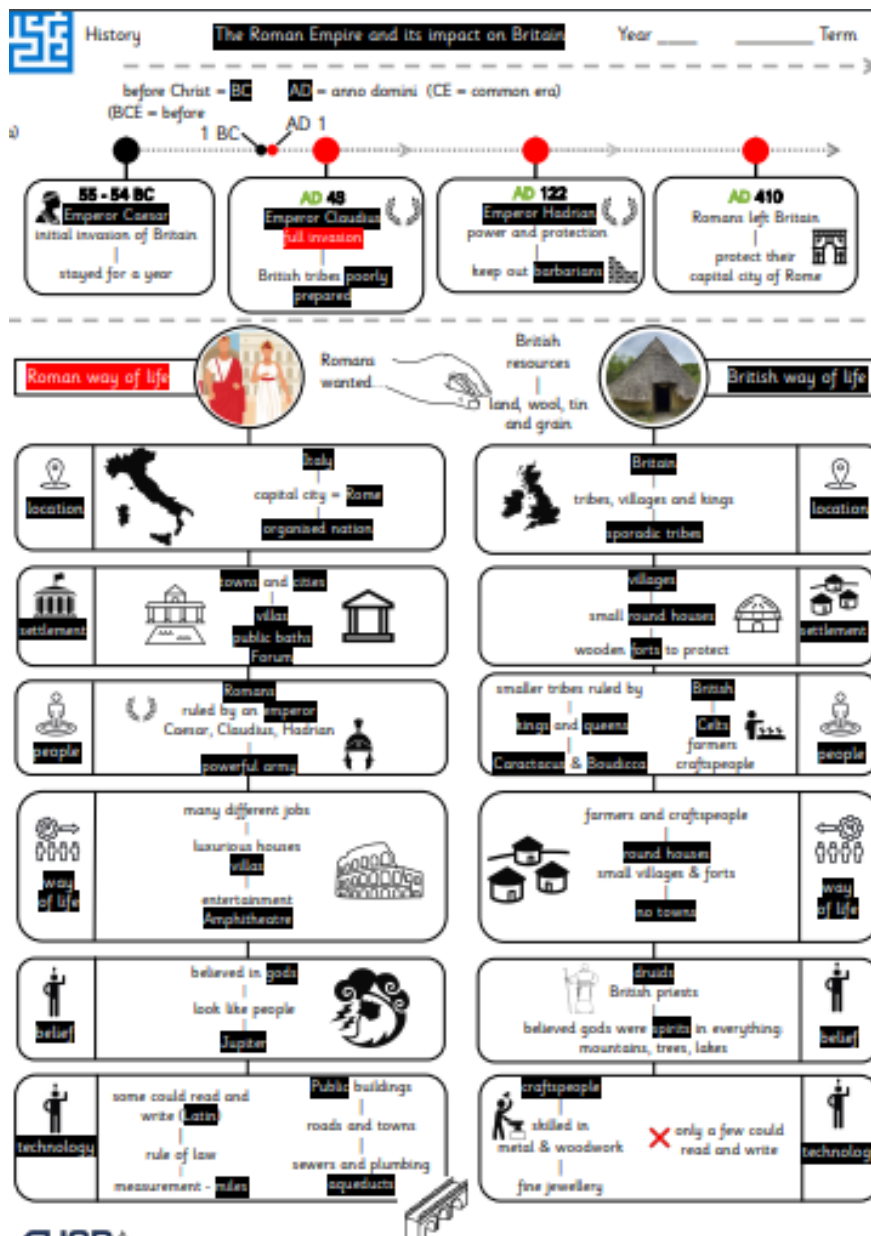 History The Roman Empire and its impact on Britain Year ____ ________ Term
before Christ = BC AD = anno domini (CE = common era)
(BCE = before
a)
1 BC AD 1
55 - 54 BC
Emperor Caesar
initial invasion of Britain
stayed for a year
AD 43
Emperor Claudius
full invasion
British tribes poorly
prepared
AD 122
Emperor Hadrian
power and protection
keep out barbarians
AD 410
Romans left Britain
protect their
capital city of Rome
Roman way of life
Romans
wanted...
British
resources
land, wool, tin
and grain
British way of life
location
Italy
capital city = Rome
organised nation
Britain
tribes, villages and kings
sporadic tribes
location
settlement
towns and cities
villas
public baths
Forum
villages
small round houses
wooden forts to protect
settlement
people
Romans
ruled by an emperor
Caesar, Claudius, Hadrian
powerful army
smaller tribes ruled by
kings and queens
Caractacus & Boudicca
British
Celts
farmers
craftspeople
people
way
of life
many different jobs
luxurious houses
villas
entertainment
Amphitheatre
farmers and craftspeople
round houses
small villages & forts
no towns
way
of life
belief
believed in gods
look like people
Jupiter
druids
British priests
believed gods were spirits in everything:
mountains, trees, lakes
belief
technology
some could read and
write (Latin)
rule of law
measurement - miles
Public buildings
roads and towns
sewers and plumbing
aqueducts
craftspeople
skilled in
metal & woodwork
fine jewellery
only a few could
read and write
technolog